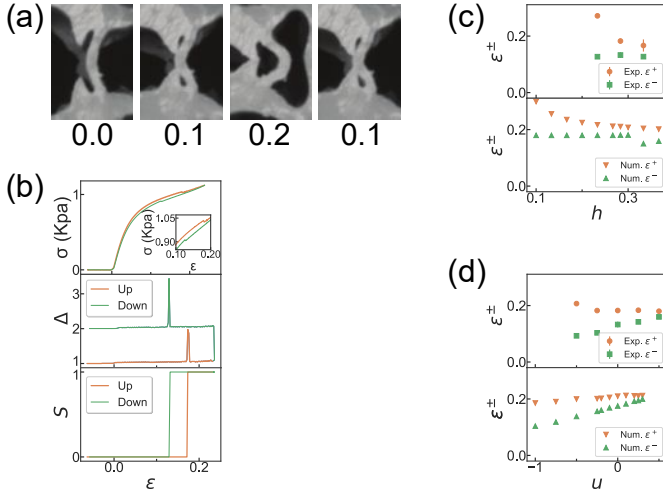 (a)
0.0 0.1 0.2 0.1
(b)
σ (Kpa)
1
0
σ (Kpa)
1.05
0.90
0.10 0.20
ε
Δ
3
2
1
Up
Down
S
1
0
Up
Down
0.0 0.2
ε
(c)
ε±
0.2
0.0
Exp. ε+
Exp. ε−
ε±
0.2
0.0
Num. ε+
Num. ε−
0.1 0.3
h
(d)
ε±
0.2
0.0
Exp. ε+
Exp. ε−
ε±
0.2
0.0
Num. ε+
Num. ε−
−1 0
u